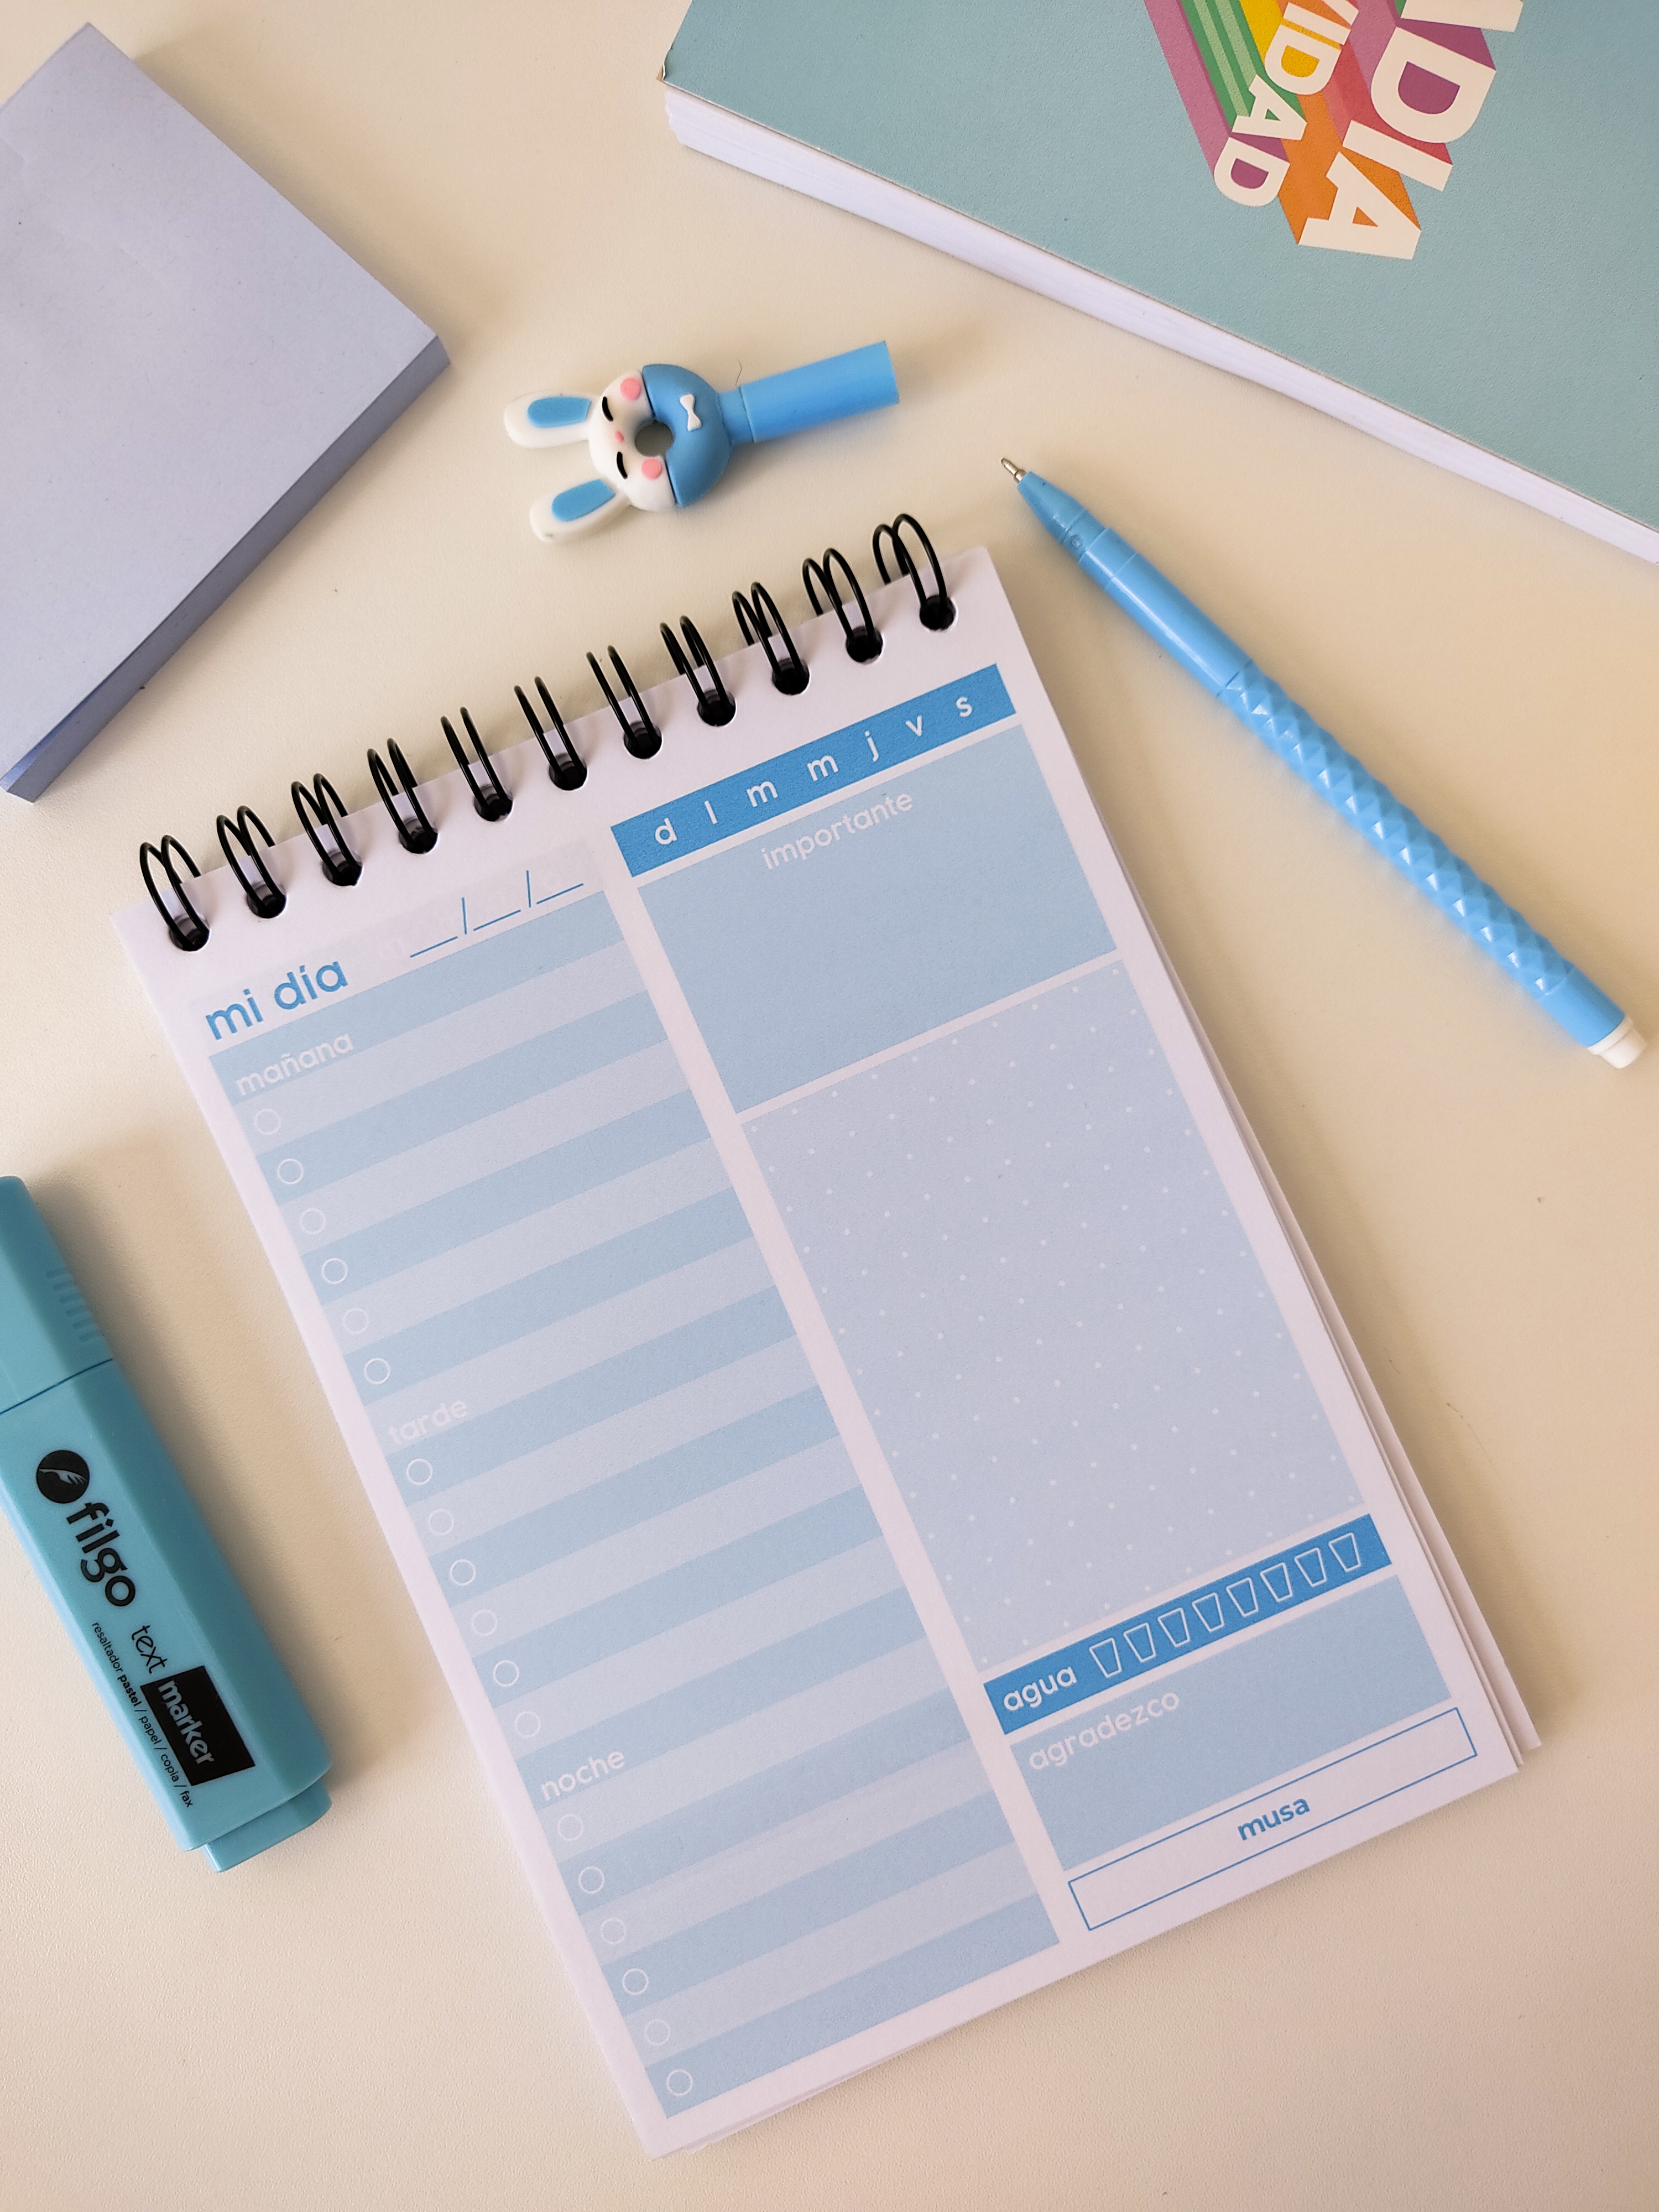 VIDAD
DIA
d l m m j v s
importante
mi día __/__/__
mañana
tarde
noche
agua
agradezco
musa
filgo
text marker
resaltador pastel / papel / copia / fax